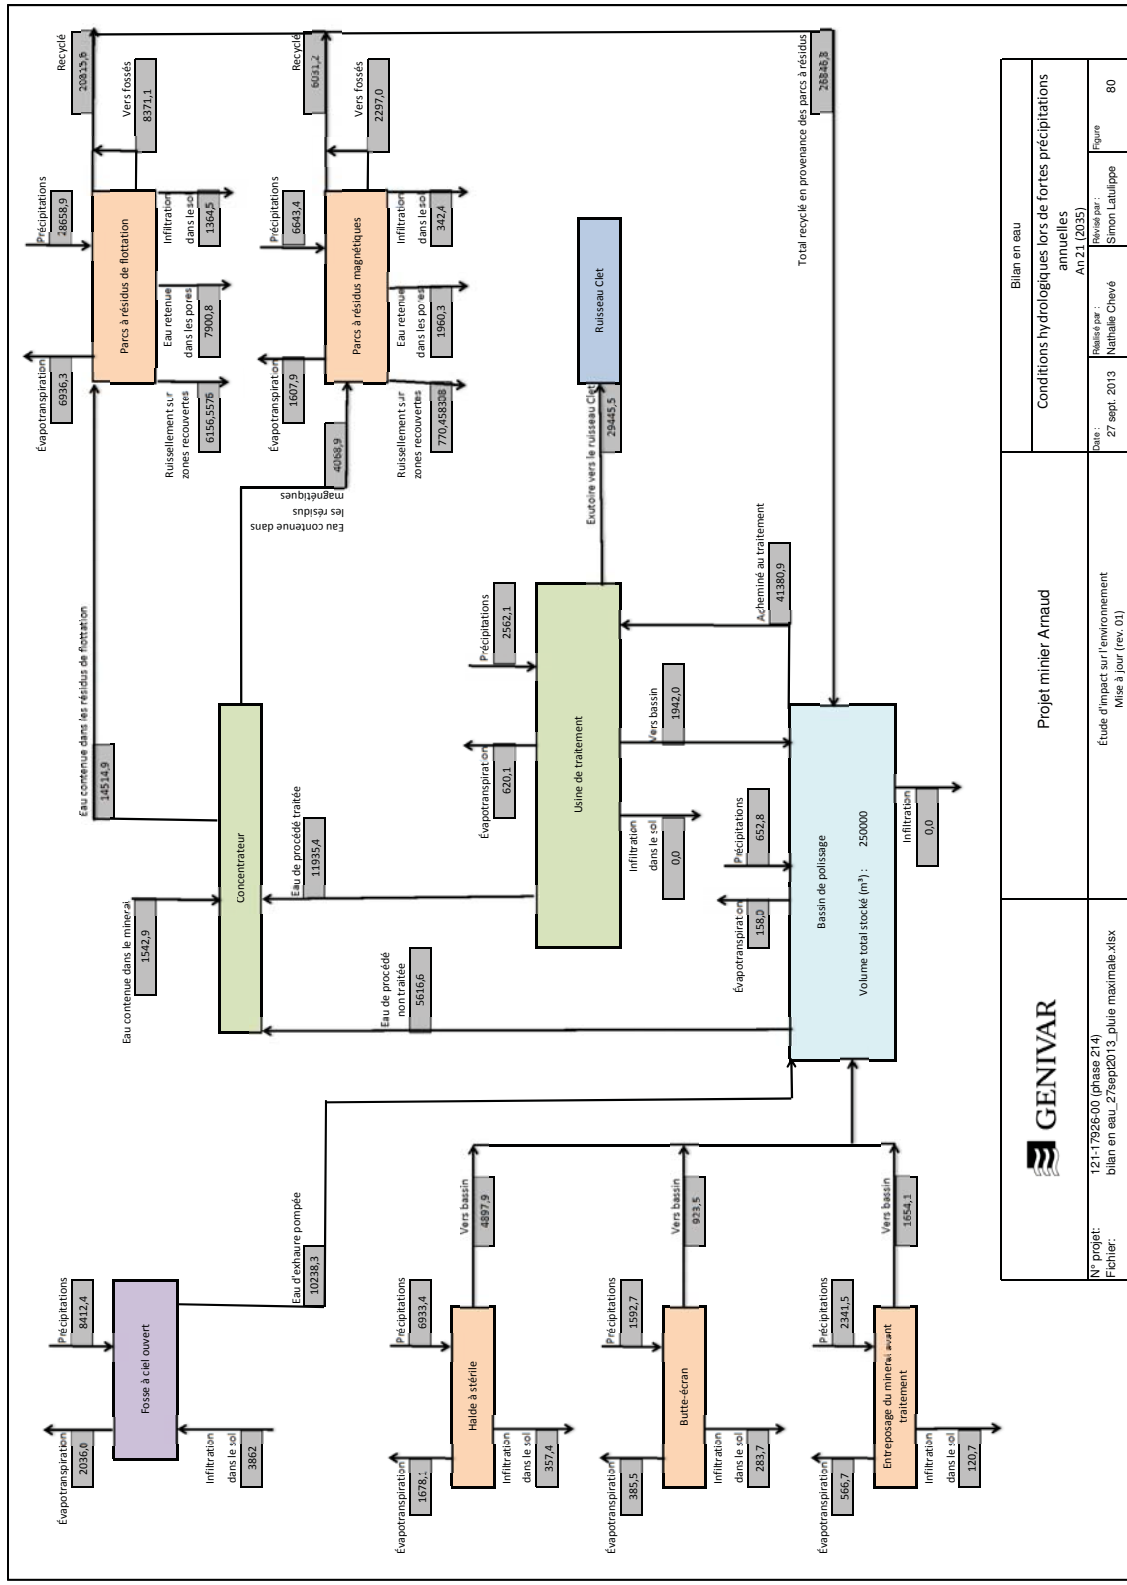 Évapotranspiration
2036,0
Précipitations
8412,4
Fosse à ciel ouvert
Infiltration
dans le sol
3862
Eau d'exhaure pompée
10238,3
Évapotranspiration
1678,1
Précipitations
6933,4
Halde à stérile
Infiltration
dans le sol
357,4
Vers bassin
4897,9
Évapotranspiration
385,5
Précipitations
1592,7
Butte-écran
Infiltration
dans le sol
283,7
Vers bassin
923,5
Évapotranspiration
566,7
Précipitations
2341,5
Entreposage du minerai avant
traitement
Infiltration
dans le sol
120,7
Vers bassin
1654,1
Eau contenue dans le minerai
1542,9
Concentrateur
Eau contenue dans les résidus de flottation
14514,9
Eau contenue dans
les résidus
magnétiques
4068,9
Eau de procédé
non traitée
5616,6
Eau de procédé traitée
11935,4
Évapotranspiration
620,1
Précipitations
2562,1
Usine de traitement
Infiltration
dans le sol
0,0
Vers bassin
1942,0
Acheminé au traitement
41380,9
Exutoire vers le ruisseau Clet
29445,5
Ruisseau Clet
Évapotranspiration
158,0
Précipitations
652,8
Bassin de polissage
Volume total stocké (m³) : 250000
Infiltration
0,0
Évapotranspiration
6936,3
Précipitations
28658,9
Parcs à résidus de flottation
Ruissellement sur
zones recouvertes
6156,5576
Eau retenue
dans les pores
7900,8
Infiltration
dans le sol
1364,5
Vers fossés
8371,1
Recyclé
20815,6
Évapotranspiration
1607,9
Précipitations
6643,4
Parcs à résidus magnétiques
Ruissellement sur
zones recouvertes
770,458308
Eau retenue
dans les pores
1960,3
Infiltration
dans le sol
342,4
Vers fossés
2297,0
Recyclé
6031,2
Total recyclé en provenance des parcs à résidus
26846,8
GENIVAR
N° projet: 121-17926-00 (phase 214)
Fichier: bilan en eau_27sept2013_pluie maximale.xlsx
Projet minier Arnaud
Étude d'impact sur l'environnement
Mise à jour (rev. 01)
Bilan en eau
Conditions hydrologiques lors de fortes précipitations
annuelles
An 21 (2035)
Date :
27 sept. 2013
Réalisé par :
Nathalie Chevé
Révisé par :
Simon Latulippe
Figure
80